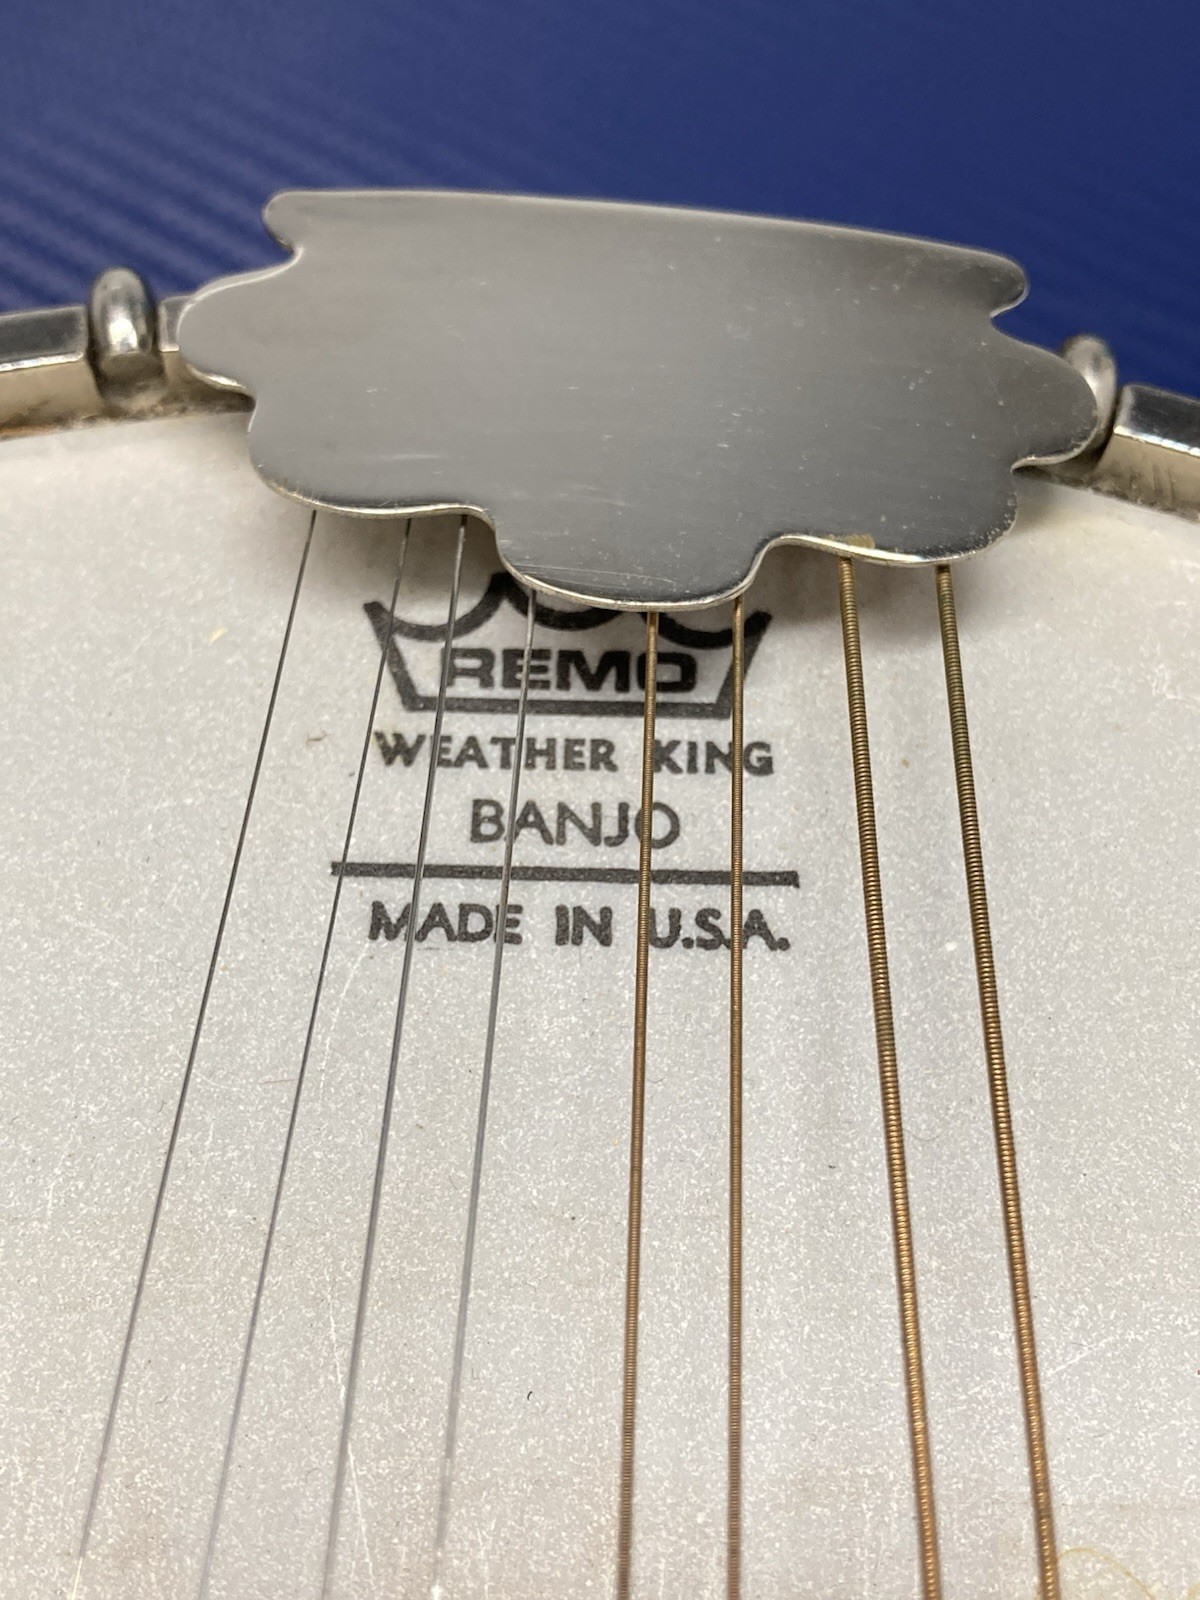 REMO
WEATHER KING
BANJO
MADE IN U.S.A.